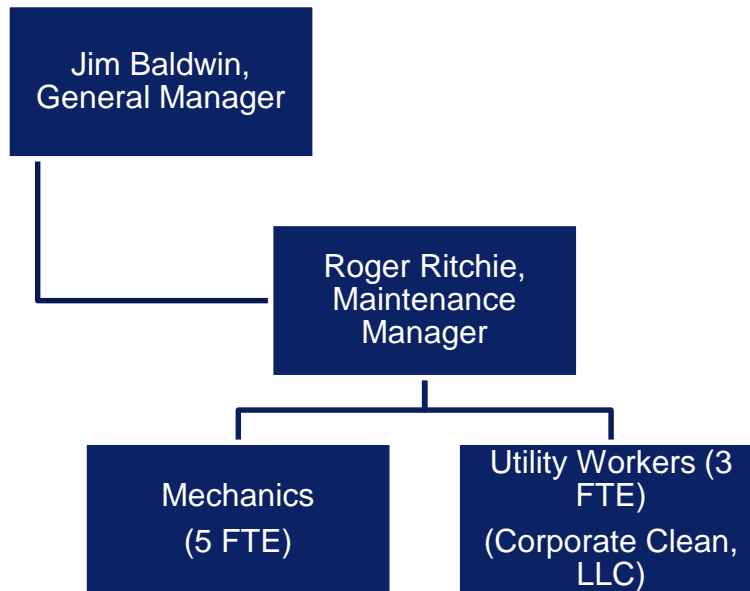 Jim Baldwin,
General Manager
Roger Ritchie,
Maintenance
Manager
Mechanics
(5 FTE)
Utility Workers (3
FTE)
(Corporate Clean,
LLC)